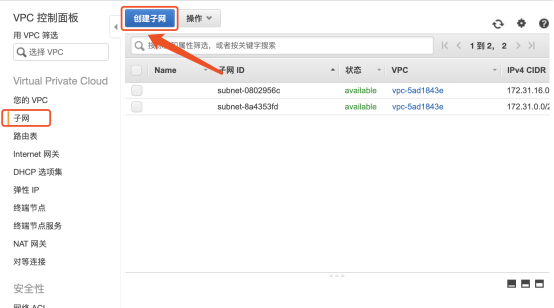 VPC 控制面板
用 VPC 筛选
选择 VPC
Virtual Private Cloud
您的 VPC
子网
路由表
Internet 网关
DHCP 选项集
弹性 IP
终端节点
终端节点服务
NAT 网关
对等连接
安全性
网络 ACL
创建子网 操作
属性筛选，或者按关键字搜索
1 到 2， 2
Name 子网 ID 状态 VPC IPv4 CIDR
subnet-0802956c available vpc-5ad1843e 172.31.16.0
subnet-8a4353fd available vpc-5ad1843e 172.31.0.0/2